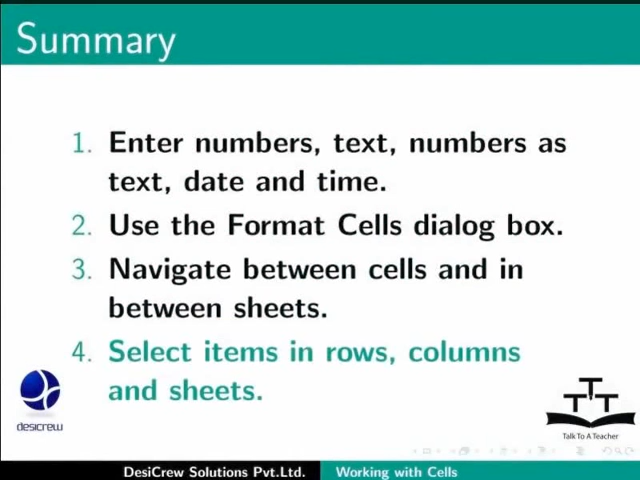 Summary
1. Enter numbers, text, numbers as
text, date and time.
2. Use the Format Cells dialog box.
3. Navigate between cells and in
between sheets.
4. Select items in rows, columns
and sheets.
desicrew
TTT
Talk To A Teacher
DesiCrew Solutions Pvt.Ltd. Working with Cells